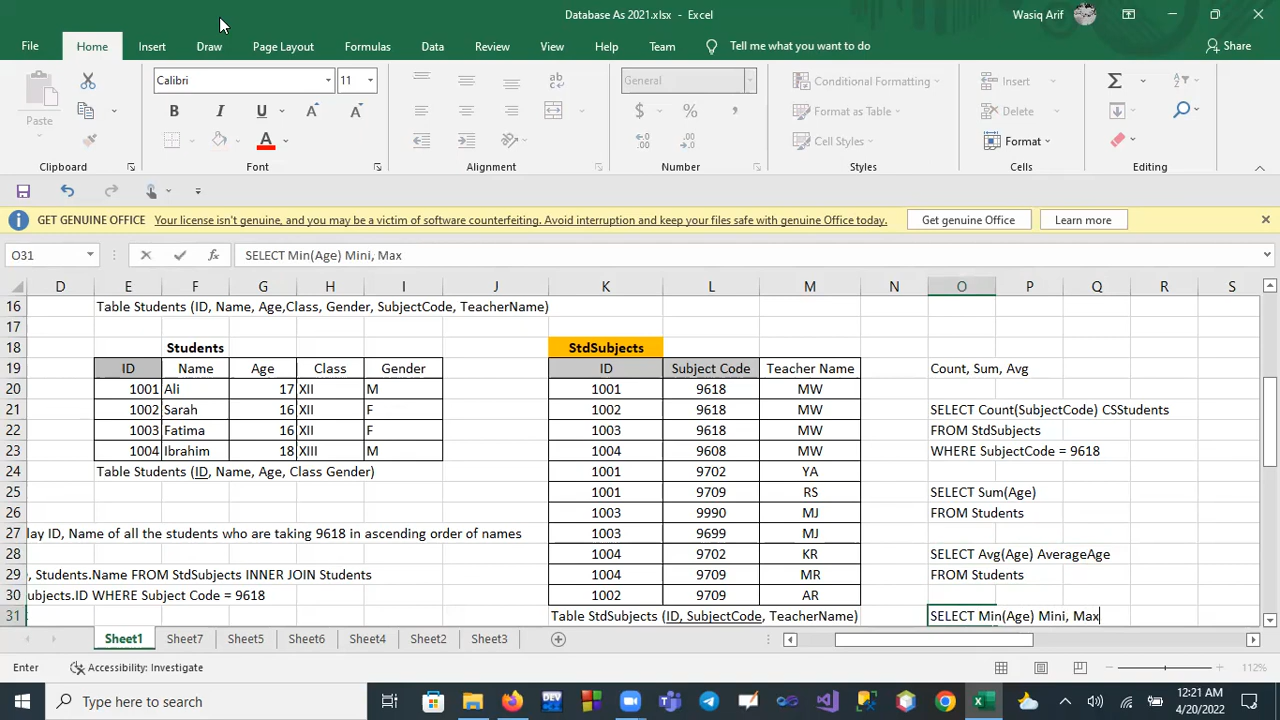 Database As 2021.xlsx - Excel
Wasiq Arif
File Home Insert Draw Page Layout Formulas Data Review View Help Team Tell me what you want to do Share
Paste
Clipboard
Calibri 11
B I U A A
A
Font
ab
Alignment
General
$ % ,
Number
Conditional Formatting
Format as Table
Cell Styles
Styles
Insert
Delete
Format
Cells
Editing
GET GENUINE OFFICE Your license isn't genuine, and you may be a victim of software counterfeiting. Avoid interruption and keep your files safe with genuine Office today. Get genuine Office Learn more
O31 fx SELECT Min(Age) Mini, Max
D E F G H I J K L M N O P Q R S
16 Table Students (ID, Name, Age,Class, Gender, SubjectCode, TeacherName)
17
18 Students StdSubjects
19 ID Name Age Class Gender ID Subject Code Teacher Name Count, Sum, Avg
20 1001 Ali 17 XII M 1001 9618 MW
21 1002 Sarah 16 XII F 1002 9618 MW SELECT Count(SubjectCode) CSStudents
22 1003 Fatima 16 XII F 1003 9618 MW FROM StdSubjects
23 1004 Ibrahim 18 XIII M 1004 9608 MW WHERE SubjectCode = 9618
24 Table Students (ID, Name, Age, Class Gender) 1001 9702 YA
25 1001 9709 RS SELECT Sum(Age)
26 1003 9990 MJ FROM Students
27 lay ID, Name of all the students who are taking 9618 in ascending order of names 1003 9699 MJ
28 1004 9702 KR SELECT Avg(Age) AverageAge
29 , Students.Name FROM StdSubjects INNER JOIN Students 1004 9709 MR FROM Students
30 ubjects.ID WHERE Subject Code = 9618 1002 9709 AR
31 Table StdSubjects (ID, SubjectCode, TeacherName) SELECT Min(Age) Mini, Max
Sheet1 Sheet7 Sheet5 Sheet6 Sheet4 Sheet2 Sheet3
Enter Accessibility: Investigate 112%
Type here to search
DEV
12:21 AM
4/20/2022